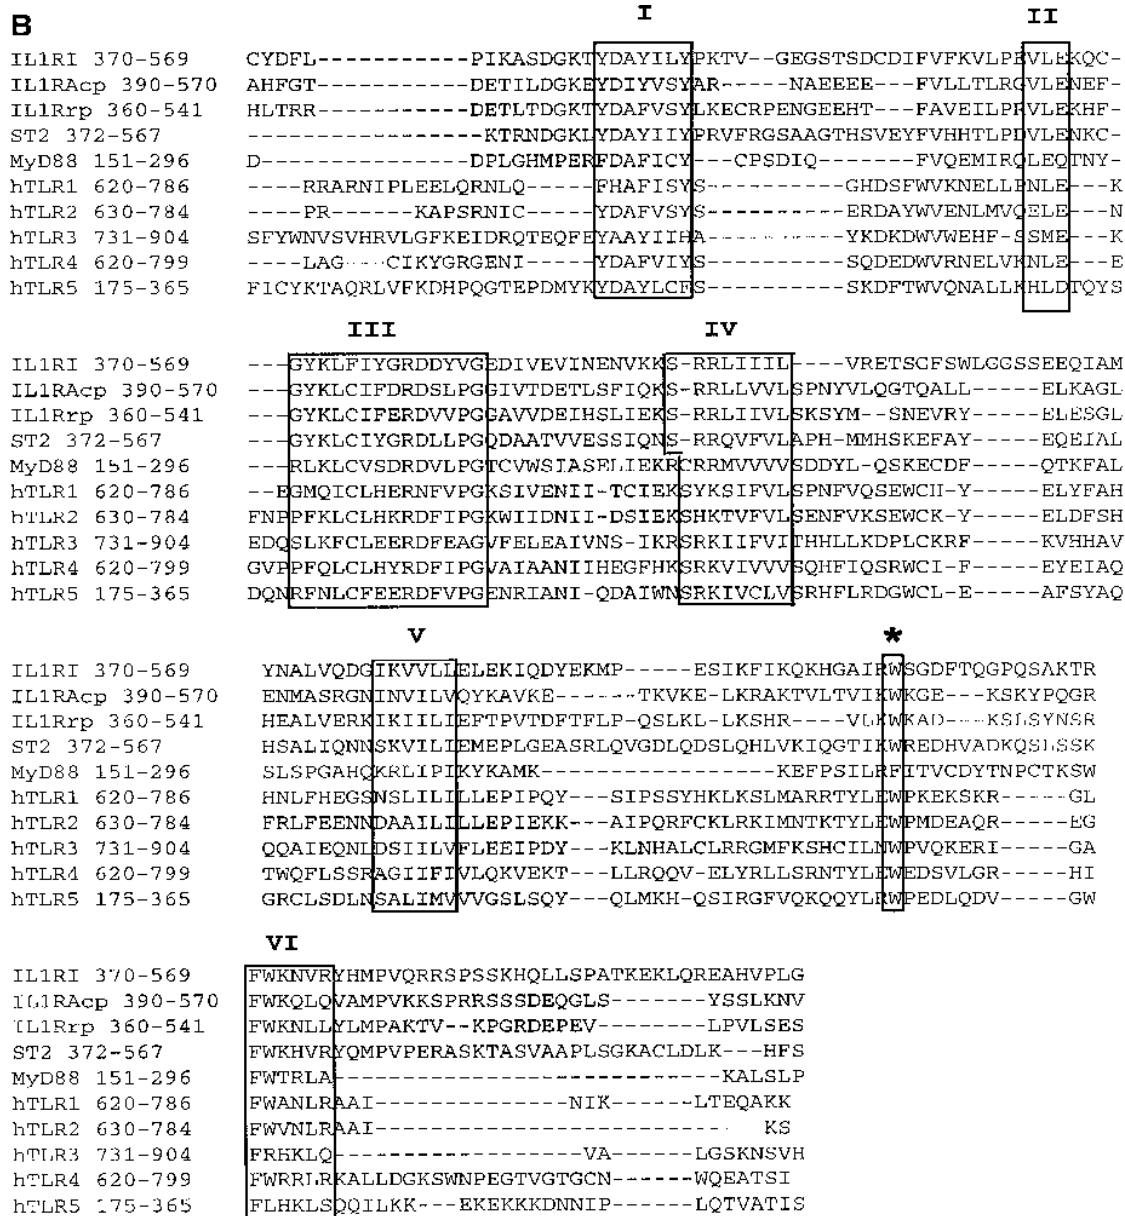 B
I II
IL1RI 370-569 CYDFL-----------PIKASDGKTYDAYILYPKTV--GEGSTSDCDIFVFKVLPEVLEKQC-
IL1RAcp 390-570 AHFGT-----------DETILDGKEYDIYVSYAR------NAEEEE---FVLLTLRGVLENEF-
IL1Rrp 360-541 HLTRR-----------DETLTDGKTYDAFVSYLKECRPENGEEHT---FAVEILPRVLEKHF-
ST2 372-567 -----------------KTRNDGKLYDAYIIYPRVFRGSAAGTHSVEYFVHHTLPDVLENKC-
MyD88 151-296 D---------------DPLGHMPERFDAFICY---CPSDIQ-------FVQEMIRQLEQTNY-
hTLR1 620-786 ----RRARNIPLEELQRNLQ-----FHAFISYS----------GHDSFWVKNELLPNLE---K
hTLR2 630-784 ----PR------KAPSRNIC-----YDAFVSYS----------ERDAYWVENLMVQELE---N
hTLR3 731-904 SFYWNVSVHRVLGFKEIDRQTEQFEYAAYIIHA----------YKDKDWVWEHF-SSME---K
hTLR4 620-799 ----LAG----CIKYGRGENI-----YDAFVIYS----------SQDEDWVRNELVKNLE---E
hTLR5 175-365 FICYKTAQRLVFKDHPQGTEPDMYKYDAYLCFS----------SKDFTWVQNALLKHLDTQYS
III IV
IL1RI 370-569 ---GYKLFIYGRDDYVGEDIVEVINENVKKS-RRLIIIL----VRETSCFSWLGGSSEEQIAM
IL1RAcp 390-570 ---GYKLCIFDRDSLPGGIVTDETLSFIQKS-RRLLVVLSPNYVLQGTQALL-----ELKAGL
IL1Rrp 360-541 ---GYKLCIFERDVVPGGAVVDEIHSLIEKS-RRLIIVLSKSYM--SNEVRY-----ELESGL
ST2 372-567 ---GYKLCIYGRDLLPGQDAATVVESSIQNS-RRQVFVLAPH-MMHSKEFAY-----EQEIAL
MyD88 151-296 ---RLKLCVSDRDVLPGTCVWSIASELIEKRCRRMVVVVSDDYL-QSKECDF-----QTKFAL
hTLR1 620-786 --EGMQICLHERNFVPGKSIVENII-TCIEKSYKSIFVLSPNFVQSEWCH-Y-----ELYFAH
hTLR2 630-784 FNPPFKLCLHKRDFIPGKWIIDNII-DSIEKSHKTVFVLSENFVKSEWCK-Y-----ELDFSH
hTLR3 731-904 EDQSLKFCLEERDFEAGVFELEAIVNS-IKRSRKIIFVITHHLLKDPLCKRF-----KVHHAV
hTLR4 620-799 GVPPFQLCLHYRDFIPGVAIAANIIHEGFHKSRKVIVVVSQHFIQSRWCI-F-----EYEIAQ
hTLR5 175-365 DQNRFNLCFEERDFVPGENRIANI-QDAIWNSRKIVCLVSRHFLRDGWCL-E-----AFSYAQ
V *
IL1RI 370-569 YNALVQDGIKVVLLELEKIQDYEKMP-----ESIKFIKQKHGAIRWSGDFTQGPQSAKTR
IL1RAcp 390-570 ENMASRGNINVILVQYKAVKE------TKVKE-LKRAKTVLTVIKWKGE---KSKYPQGR
IL1Rrp 360-541 HEALVERKIKIILIEFTPVTDFTFLP-QSLKL-LKSHR---VLKWKAD---KSLSYNSR
ST2 372-567 HSALIQNNSKVILIEMEPLGEASRLQVGDLQDSLQHLVKIQGTIKWREDHVADKQSLSSK
MyD88 151-296 SLSPGAHQKRLIPIKYKAMK-----------------KEFPSILRFITVCDYTNPCTKSW
hTLR1 620-786 HNLFHEGSNSLILILLEPIPQY---SIPSSYHKLKSLMARRTYLEWPKEKSKR-----GL
hTLR2 630-784 FRLFEENNDAAILILLEPIEKK---AIPQRFCKLRKIMNTKTYLEWPMDEAQR-----EG
hTLR3 731-904 QQAIEQNLDSIILVFLEEIPDY---KLNHALCLRRGMFKSHCILNWPVQKERI-----GA
hTLR4 620-799 TWQFLSSRAGIIFIVLQKVEKT---LLRQQV-ELYRLLSRNTYLEWEDSVLGR-----HI
hTLR5 175-365 GRCLSDLNSALIMVVVGSLSQY---QLMKH-QSIRGFVQKQQYLRWPEDLQDV-----GW
VI
IL1RI 370-569 FWKNVRYHMPVQRRSPSSKHQLLSPATKEKLQREAHVPLG
IL1RAcp 390-570 FWKQLQVAMPVKKSPRRSSSDEQGLS-------YSSLKNV
IL1Rrp 360-541 FWKNLLYLMPAKTV--KPGRDEPEV--------LPVLSES
ST2 372-567 FWKHVRYQMPVPERASKTASVAAPLSGKACLDLK---HFS
MyD88 151-296 FWTRLA----------------------------KALSLP
hTLR1 620-786 FWANLRAAI--------------NIK-----LTEQAKK
hTLR2 630-784 FWVNLRAAI-------------------------- KS
hTLR3 731-904 FRHKLQ------------------VA------LGSKNSVH
hTLR4 620-799 FWRRLRKALLDGKSWNPEGTVGTGCN-----WQEATSI
hTLR5 175-365 FLHKLSQQILKK---EKEKKKDNNIP------LQTVATIS